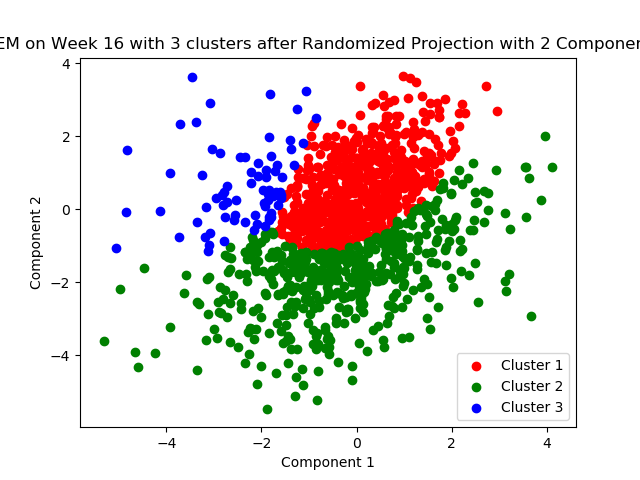 EM on Week 16 with 3 clusters after Randomized Projection with 2 Componen
4
2
0
−2
−4
Component 2
−4
−2
0
2
4
Component 1
Cluster 1
Cluster 2
Cluster 3